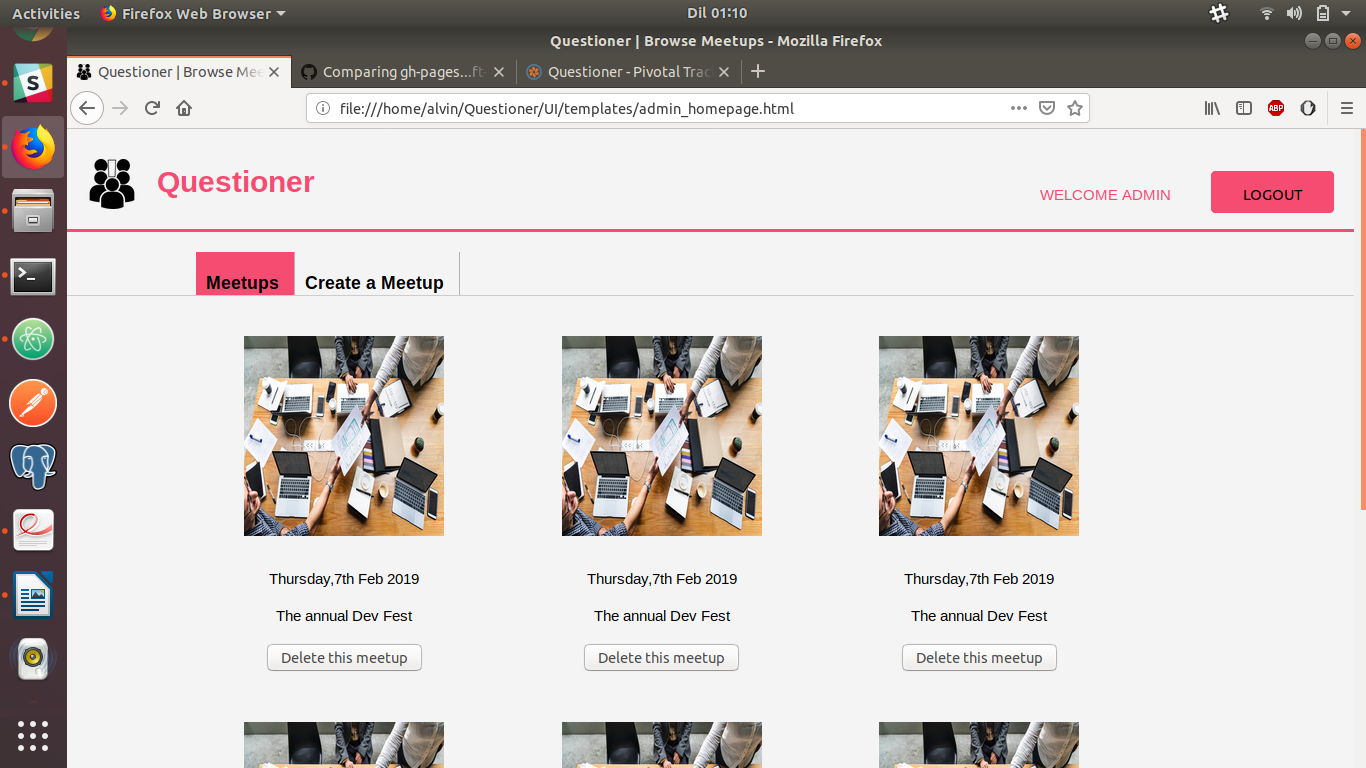 Activities Firefox Web Browser Dil 01:10
Questioner | Browse Meetups - Mozilla Firefox
Questioner | Browse Mee Comparing gh-pages...ft- Questioner - Pivotal Trac
file:///home/alvin/Questioner/UI/templates/admin_homepage.html ABP
Questioner
WELCOME ADMIN LOGOUT
Meetups Create a Meetup
Thursday,7th Feb 2019 Thursday,7th Feb 2019 Thursday,7th Feb 2019
The annual Dev Fest The annual Dev Fest The annual Dev Fest
Delete this meetup Delete this meetup Delete this meetup